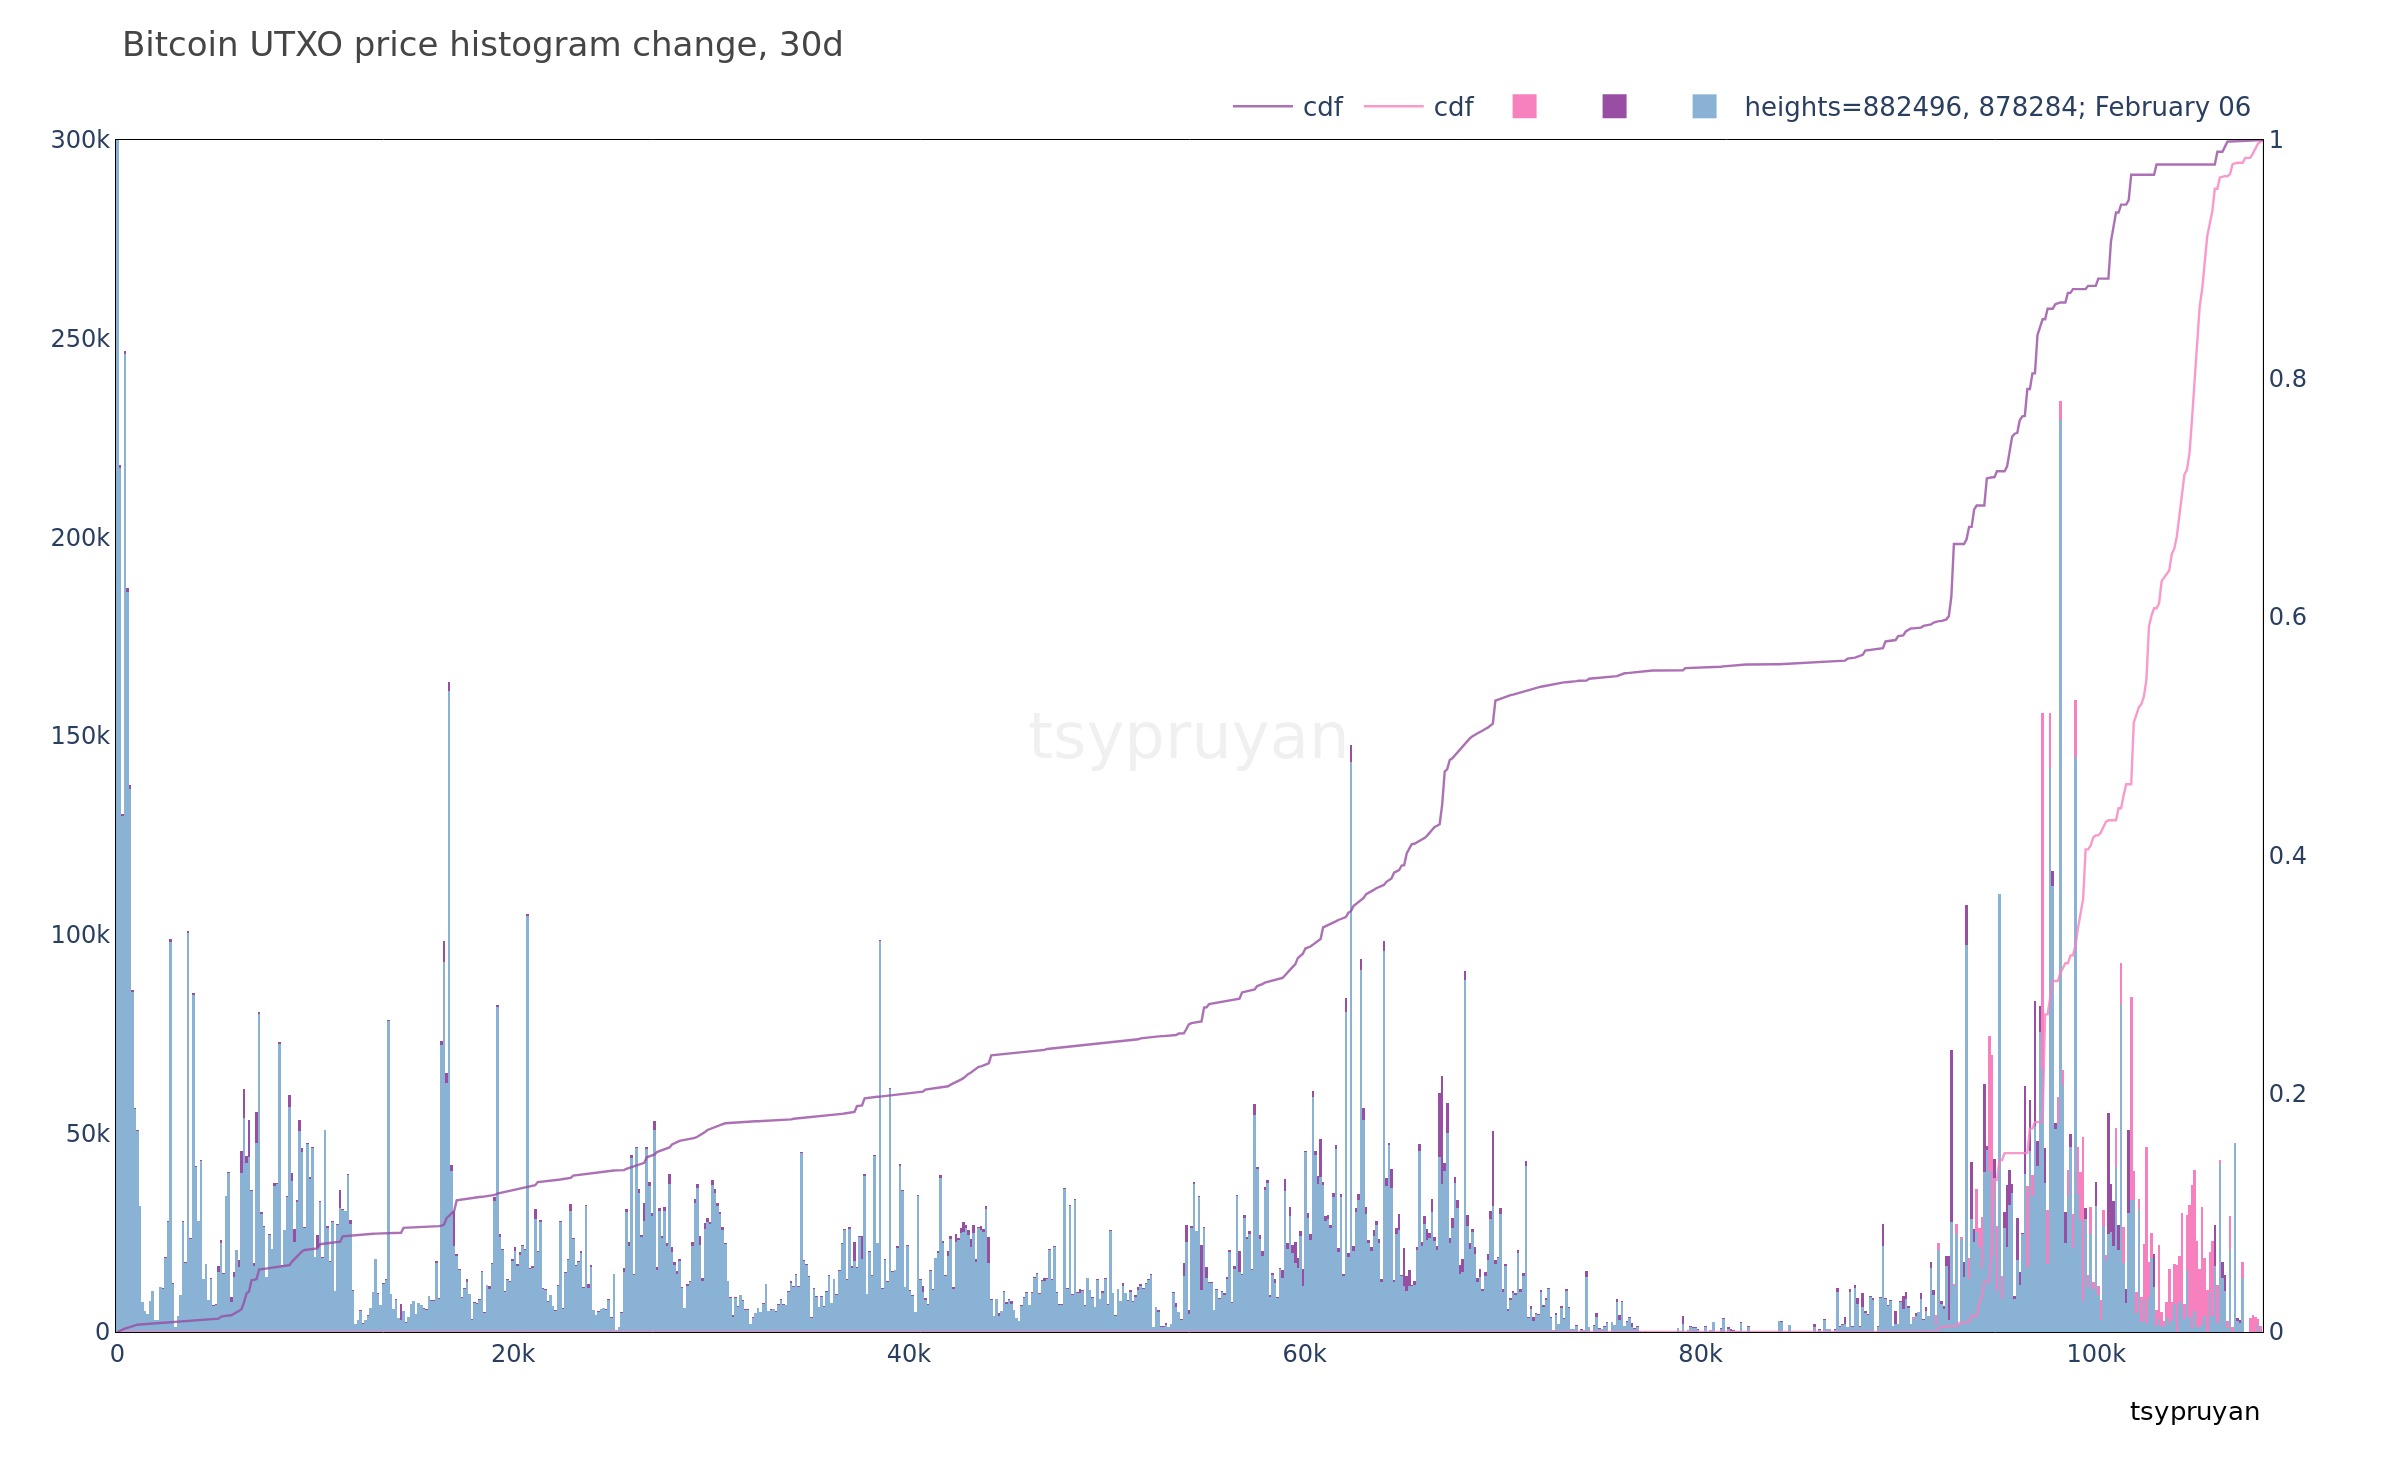 Bitcoin UTXO price histogram change, 30d
cdf cdf heights=882496, 878284; February 06
300k
250k
200k
150k
100k
50k
0
1
0.8
0.6
0.4
0.2
0
tsypruyan
0 20k 40k 60k 80k 100k
tsypruyan